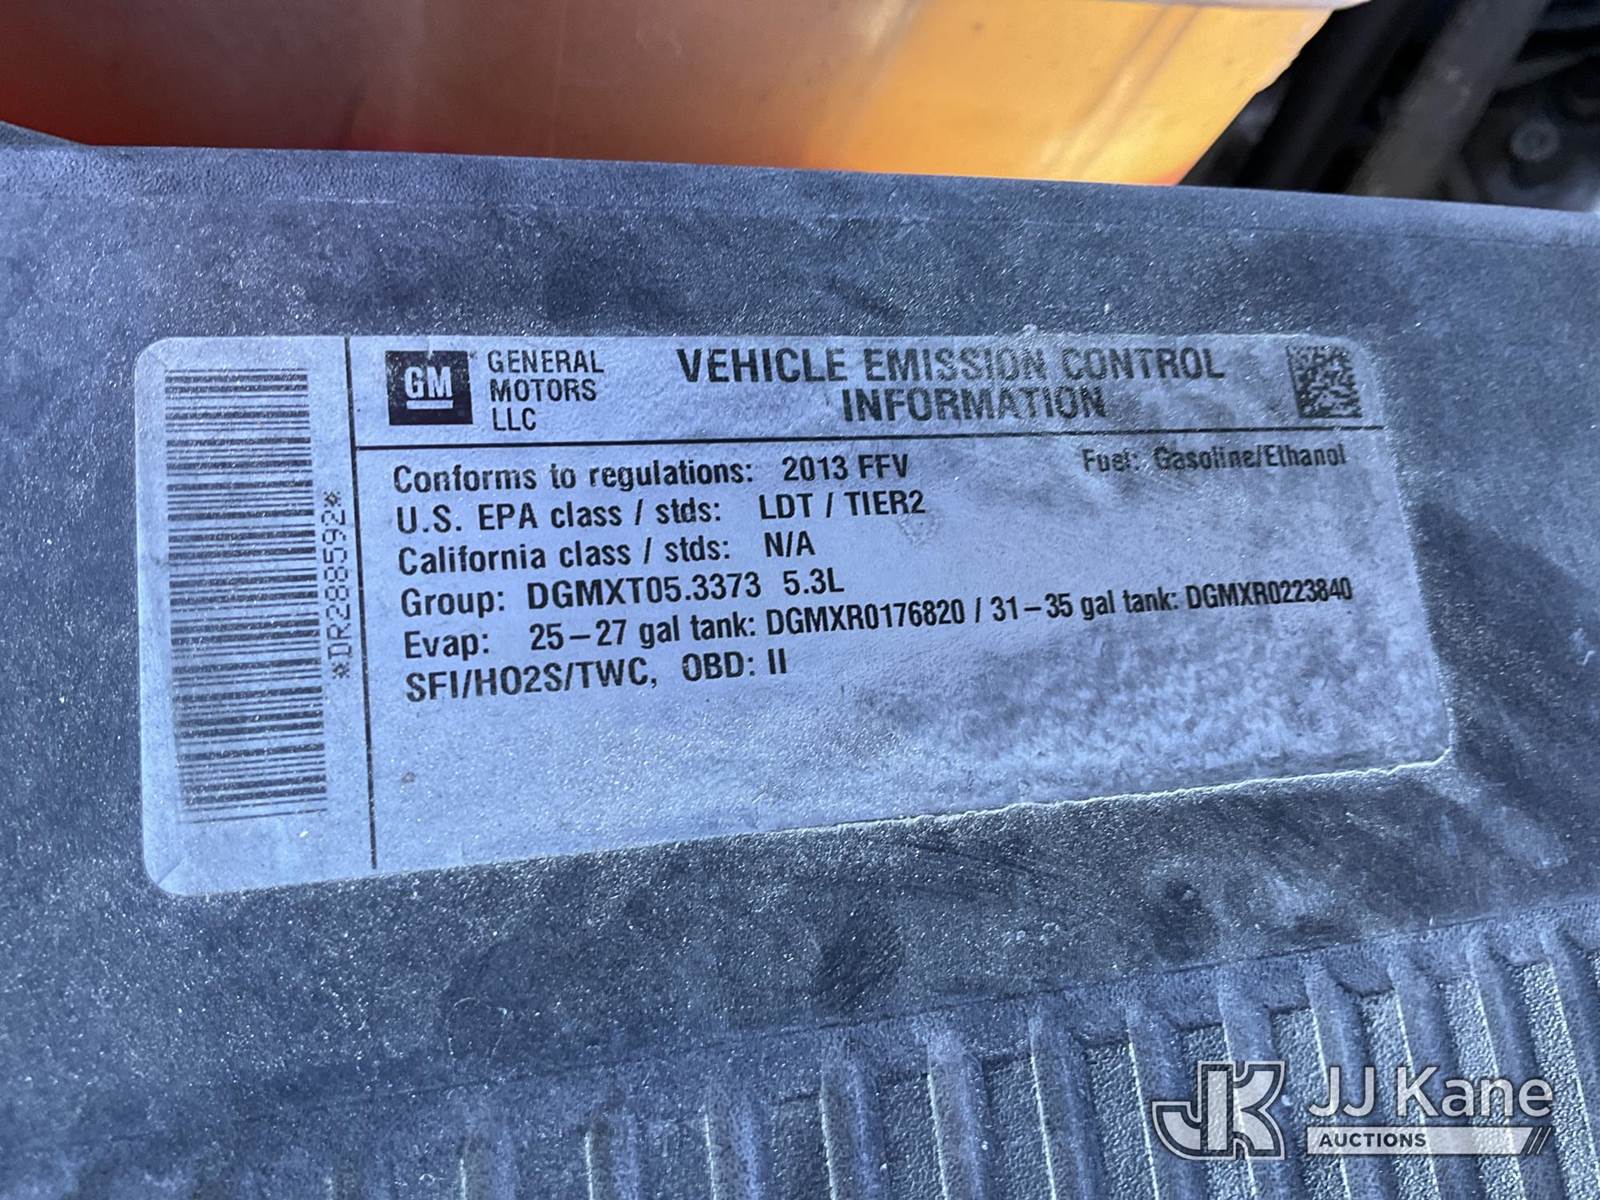 GM GENERAL
MOTORS
LLC
VEHICLE EMISSION CONTROL
INFORMATION
Conforms to regulations: 2013 FFV Fuel: Gasoline/Ethanol
U.S. EPA class / stds: LDT / TIER2
California class / stds: N/A
Group: DGMXT05.3373 5.3L
Evap: 25-27 gal tank: DGMXR0176820 / 31-35 gal tank: DGMXR0223840
SFI/HO2S/TWC, OBD: II
*DR288592*
JK JJ Kane
AUCTIONS